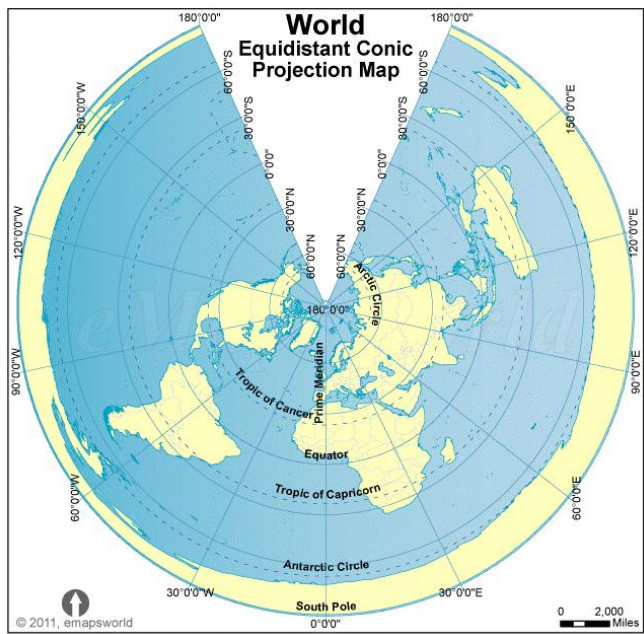 World
Equidistant Conic
Projection Map
180°0'0"
180°0'0"
60°0'0"S
60°0'0"S
150°0'0"W
150°0'0"E
30°0'0"S
30°0'0"S
0°0'0"
0°0'0"
30°0'0"N
30°0'0"N
120°0'0"W
120°0'0"E
60°0'0"N
60°0'0"N
Arctic Circle
180°0'0"
Prime Meridian
90°0'0"W
90°0'0"E
Tropic of Cancer
Equator
Tropic of Capricorn
60°0'0"W
60°0'0"E
Antarctic Circle
30°0'0"W
30°0'0"E
South Pole
0°0'0"
© 2011, emapsworld
0 2,000
Miles